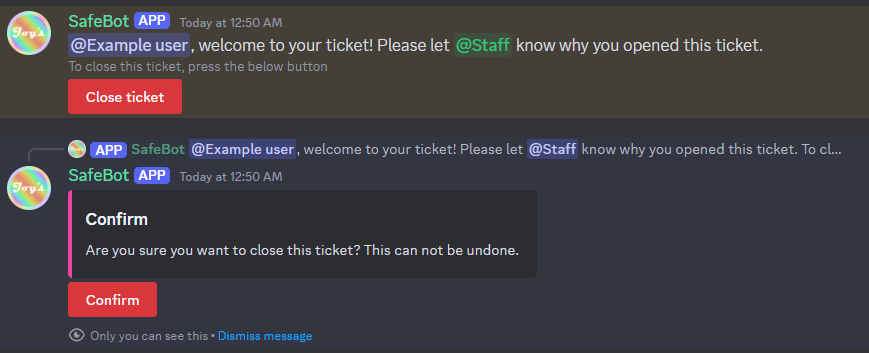 Joy's
SafeBot APP Today at 12:50 AM
@Example user, welcome to your ticket! Please let @Staff know why you opened this ticket.
To close this ticket, press the below button
Close ticket
APP SafeBot @Example user, welcome to your ticket! Please let @Staff know why you opened this ticket. To cl...
Joy's
SafeBot APP Today at 12:50 AM
Confirm
Are you sure you want to close this ticket? This can not be undone.
Confirm
Only you can see this • Dismiss message